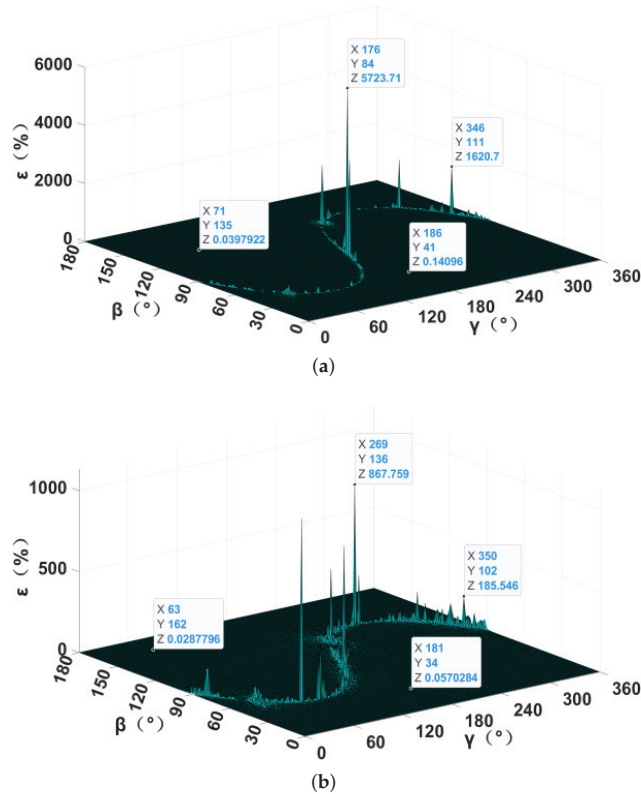 6000
4000
2000
0
ε (%)
180
150
120
90
60
30
0
β (°)
0
60
120
180
240
300
360
γ (°)
X 176
Y 84
Z 5723.71
X 346
Y 111
Z 1620.7
X 71
Y 135
Z 0.0397922
X 186
Y 41
Z 0.14096
(a)
1000
500
0
ε (%)
180
150
120
90
60
30
0
β (°)
0
60
120
180
240
300
360
γ (°)
X 269
Y 136
Z 867.759
X 350
Y 102
Z 185.546
X 63
Y 162
Z 0.0287796
X 181
Y 34
Z 0.0570284
(b)